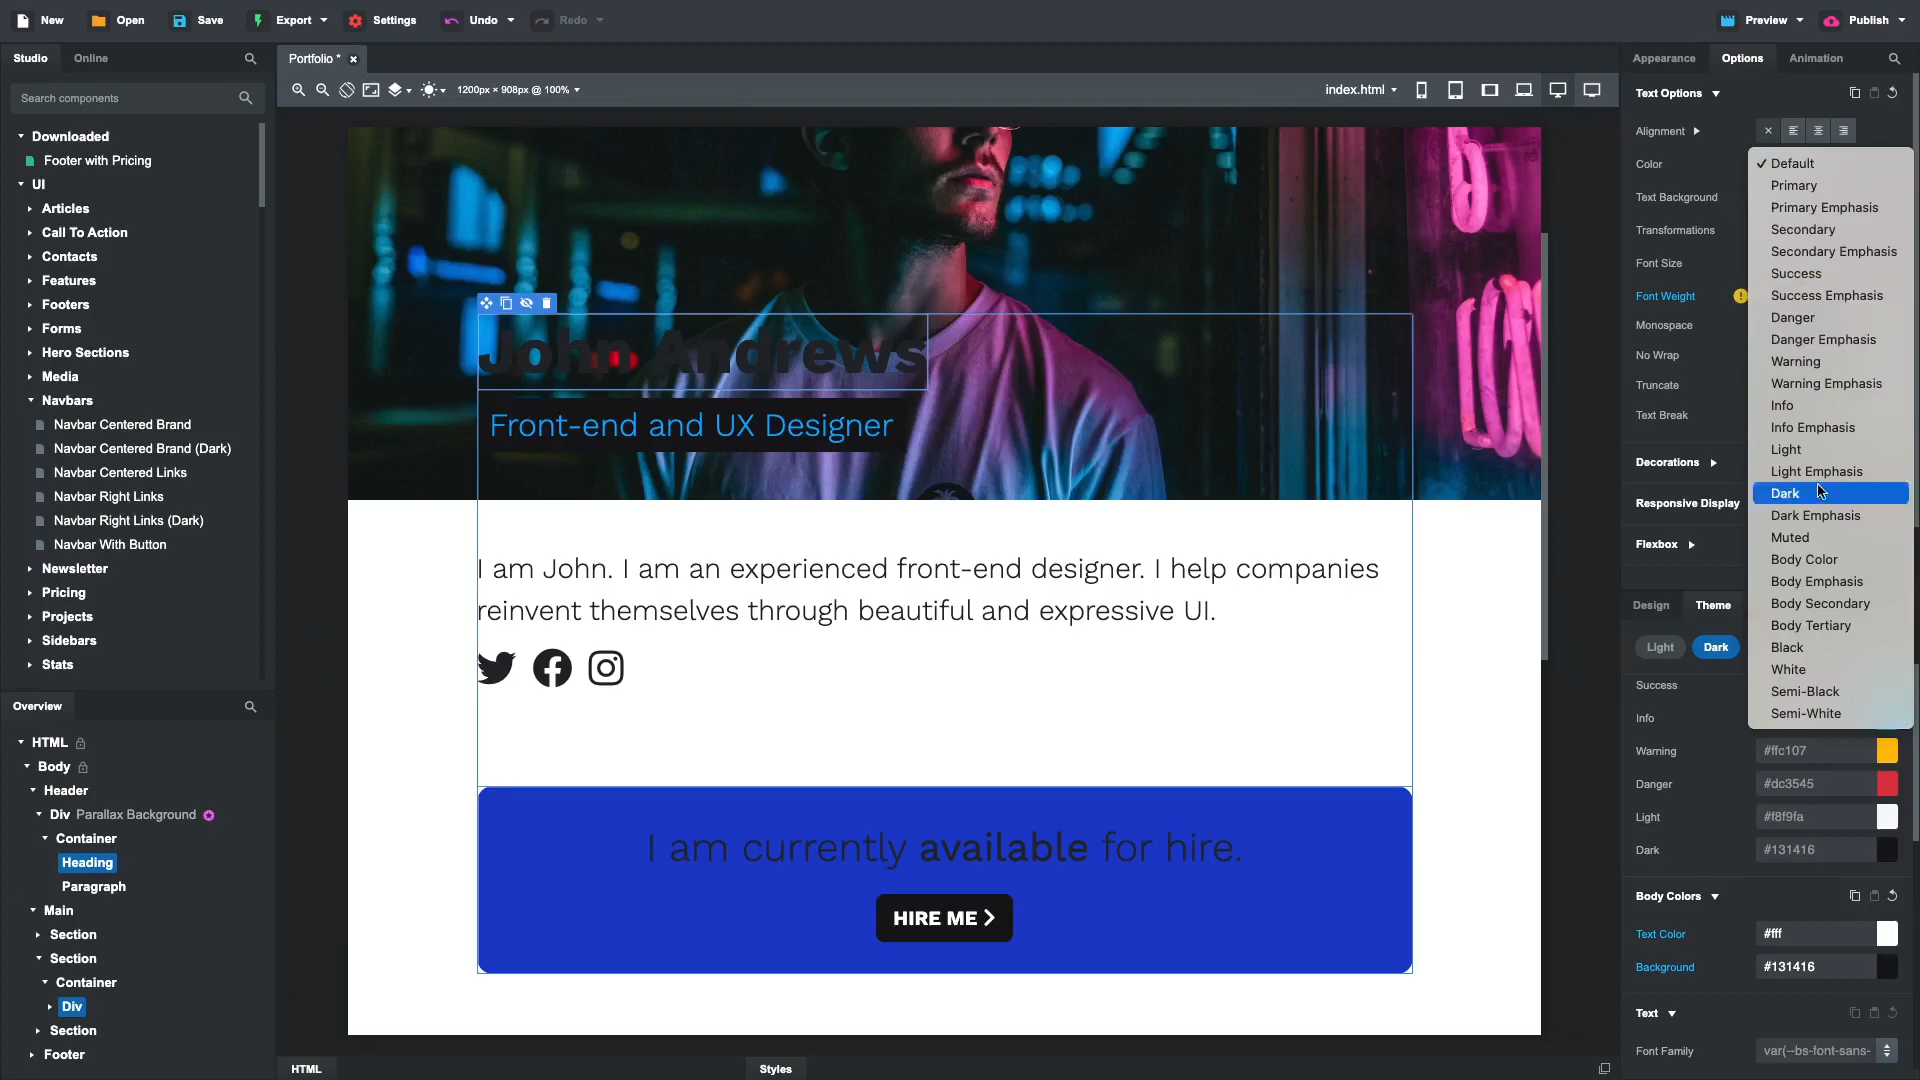 New
Open
Save
Export
Settings
Undo
Redo
Preview
Publish
Studio
Online
Search components
Downloaded
Footer with Pricing
UI
Articles
Call To Action
Contacts
Features
Footers
Forms
Hero Sections
Media
Navbars
Navbar Centered Brand
Navbar Centered Brand (Dark)
Navbar Centered Links
Navbar Right Links
Navbar Right Links (Dark)
Navbar With Button
Newsletter
Pricing
Projects
Sidebars
Stats
Overview
HTML
Body
Header
Div Parallax Background
Container
Heading
Paragraph
Main
Section
Section
Container
Div
Section
Footer
Portfolio *
1200px × 908px @ 100%
index.html
John Andrews
Front-end and UX Designer
I am John. I am an experienced front-end designer. I help companies
reinvent themselves through beautiful and expressive UI.
I am currently available for hire.
HIRE ME
HTML
Styles
Appearance
Options
Animation
Text Options
Alignment
Color
Text Background
Transformations
Font Size
Font Weight
Monospace
No Wrap
Truncate
Text Break
Decorations
Responsive Display
Flexbox
Default
Primary
Primary Emphasis
Secondary
Secondary Emphasis
Success
Success Emphasis
Danger
Danger Emphasis
Warning
Warning Emphasis
Info
Info Emphasis
Light
Light Emphasis
Dark
Dark Emphasis
Muted
Body Color
Body Emphasis
Body Secondary
Body Tertiary
Black
White
Semi-Black
Semi-White
Design
Theme
Light
Dark
Success
Info
Warning #ffc107
Danger #dc3545
Light #f8f9fa
Dark #131416
Body Colors
Text Color #fff
Background #131416
Text
Font Family var(--bs-font-sans-